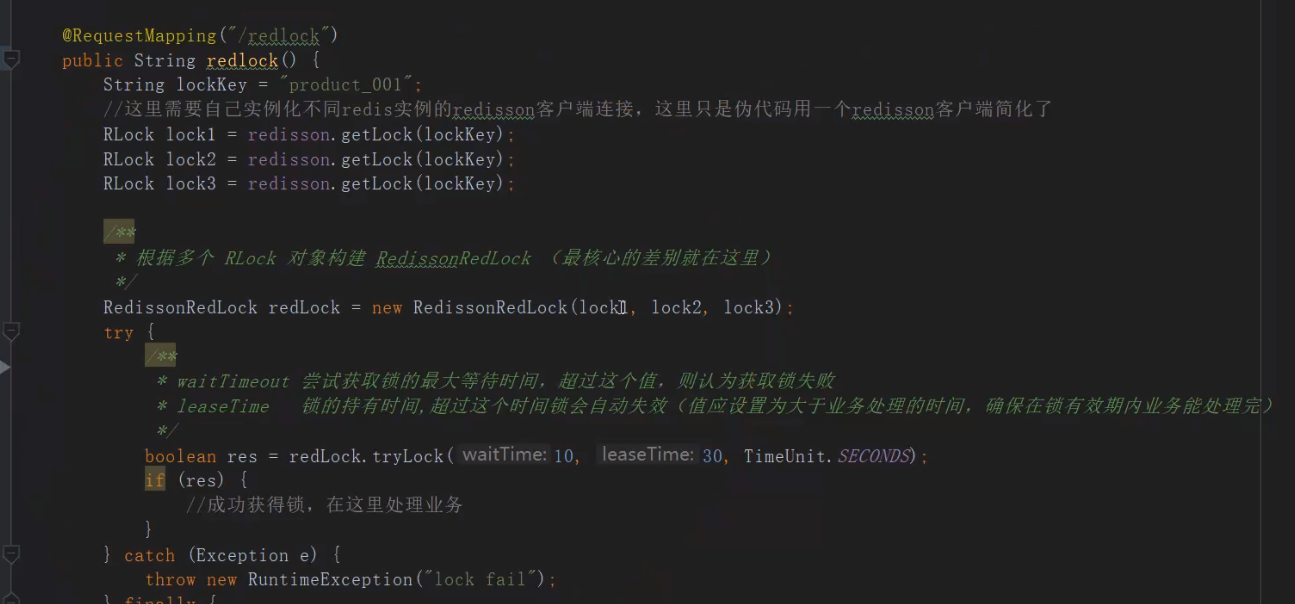 @RequestMapping("/redlock")
public String redlock() {
String lockKey = "product_001";
//这里需要自己实例化不同redis实例的redisson客户端连接，这里只是伪代码用一个redisson客户端简化了
RLock lock1 = redisson.getLock(lockKey);
RLock lock2 = redisson.getLock(lockKey);
RLock lock3 = redisson.getLock(lockKey);
/**
* 根据多个 RLock 对象构建 RedissonRedLock （最核心的差别就在这里）
*/
RedissonRedLock redLock = new RedissonRedLock(lock1, lock2, lock3);
try {
/**
* waitTimeout 尝试获取锁的最大等待时间，超过这个值，则认为获取锁失败
* leaseTime 锁的持有时间,超过这个时间锁会自动失效（值应设置为大于业务处理的时间，确保在锁有效期内业务能处理完）
*/
boolean res = redLock.tryLock( waitTime: 10, leaseTime: 30, TimeUnit.SECONDS);
if (res) {
//成功获得锁，在这里处理业务
}
} catch (Exception e) {
throw new RuntimeException("lock fail");
} finally {